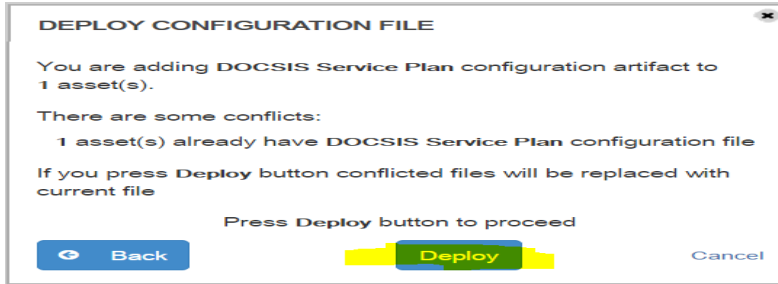 DEPLOY CONFIGURATION FILE
You are adding DOCSIS Service Plan configuration artifact to
1 asset(s).
There are some conflicts:
1 asset(s) already have DOCSIS Service Plan configuration file
If you press Deploy button conflicted files will be replaced with
current file
Press Deploy button to proceed
Back Deploy Cancel